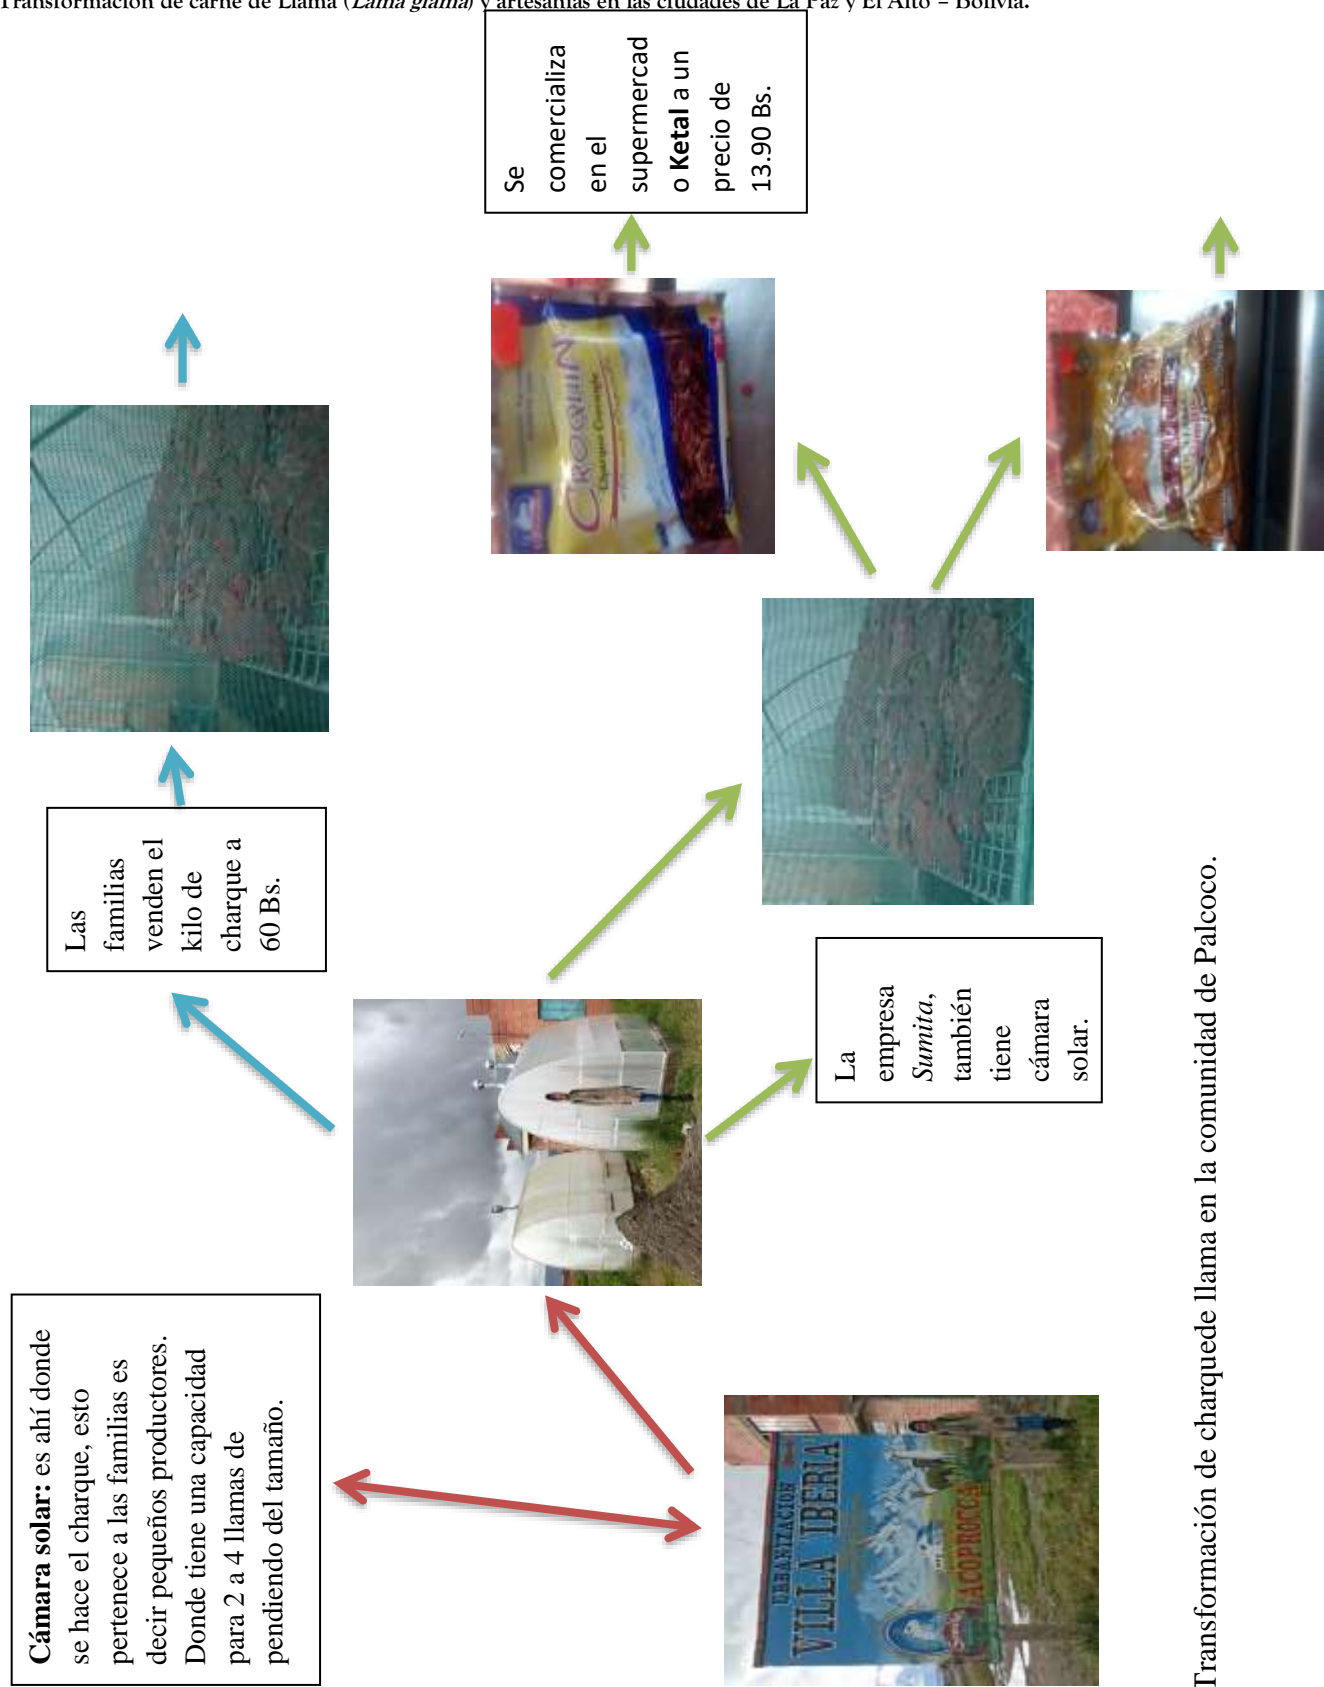 Transformación de carne de Llama (Lama glama) y artesanías en las ciudades de La Paz y El Alto – Bolivia.
Cámara solar: es ahí donde
se hace el charque, esto
pertenece a las familias es
decir pequeños productores.
Donde tiene una capacidad
para 2 a 4 llamas de
pendiendo del tamaño.
Las
familias
venden el
kilo de
charque a
60 Bs.
Se
comercializa
en el
supermercad
o Ketal a un
precio de
13.90 Bs.
La
empresa
Sumita,
también
tiene
cámara
solar.
URBANIZACION
VILLA IBERIA
ACOPROCCA
CROQUIN
Transformación de charquede llama en la comunidad de Palcoco.